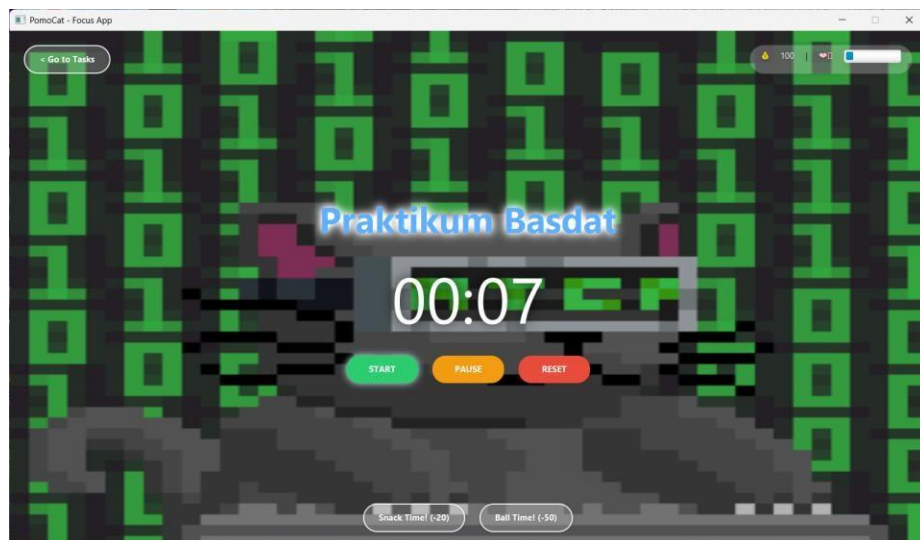 PomoCat - Focus App
< Go to Tasks
100 |
Praktikum Basdat
00:07
START PAUSE RESET
Snack Time! (-20) Ball Time! (-50)